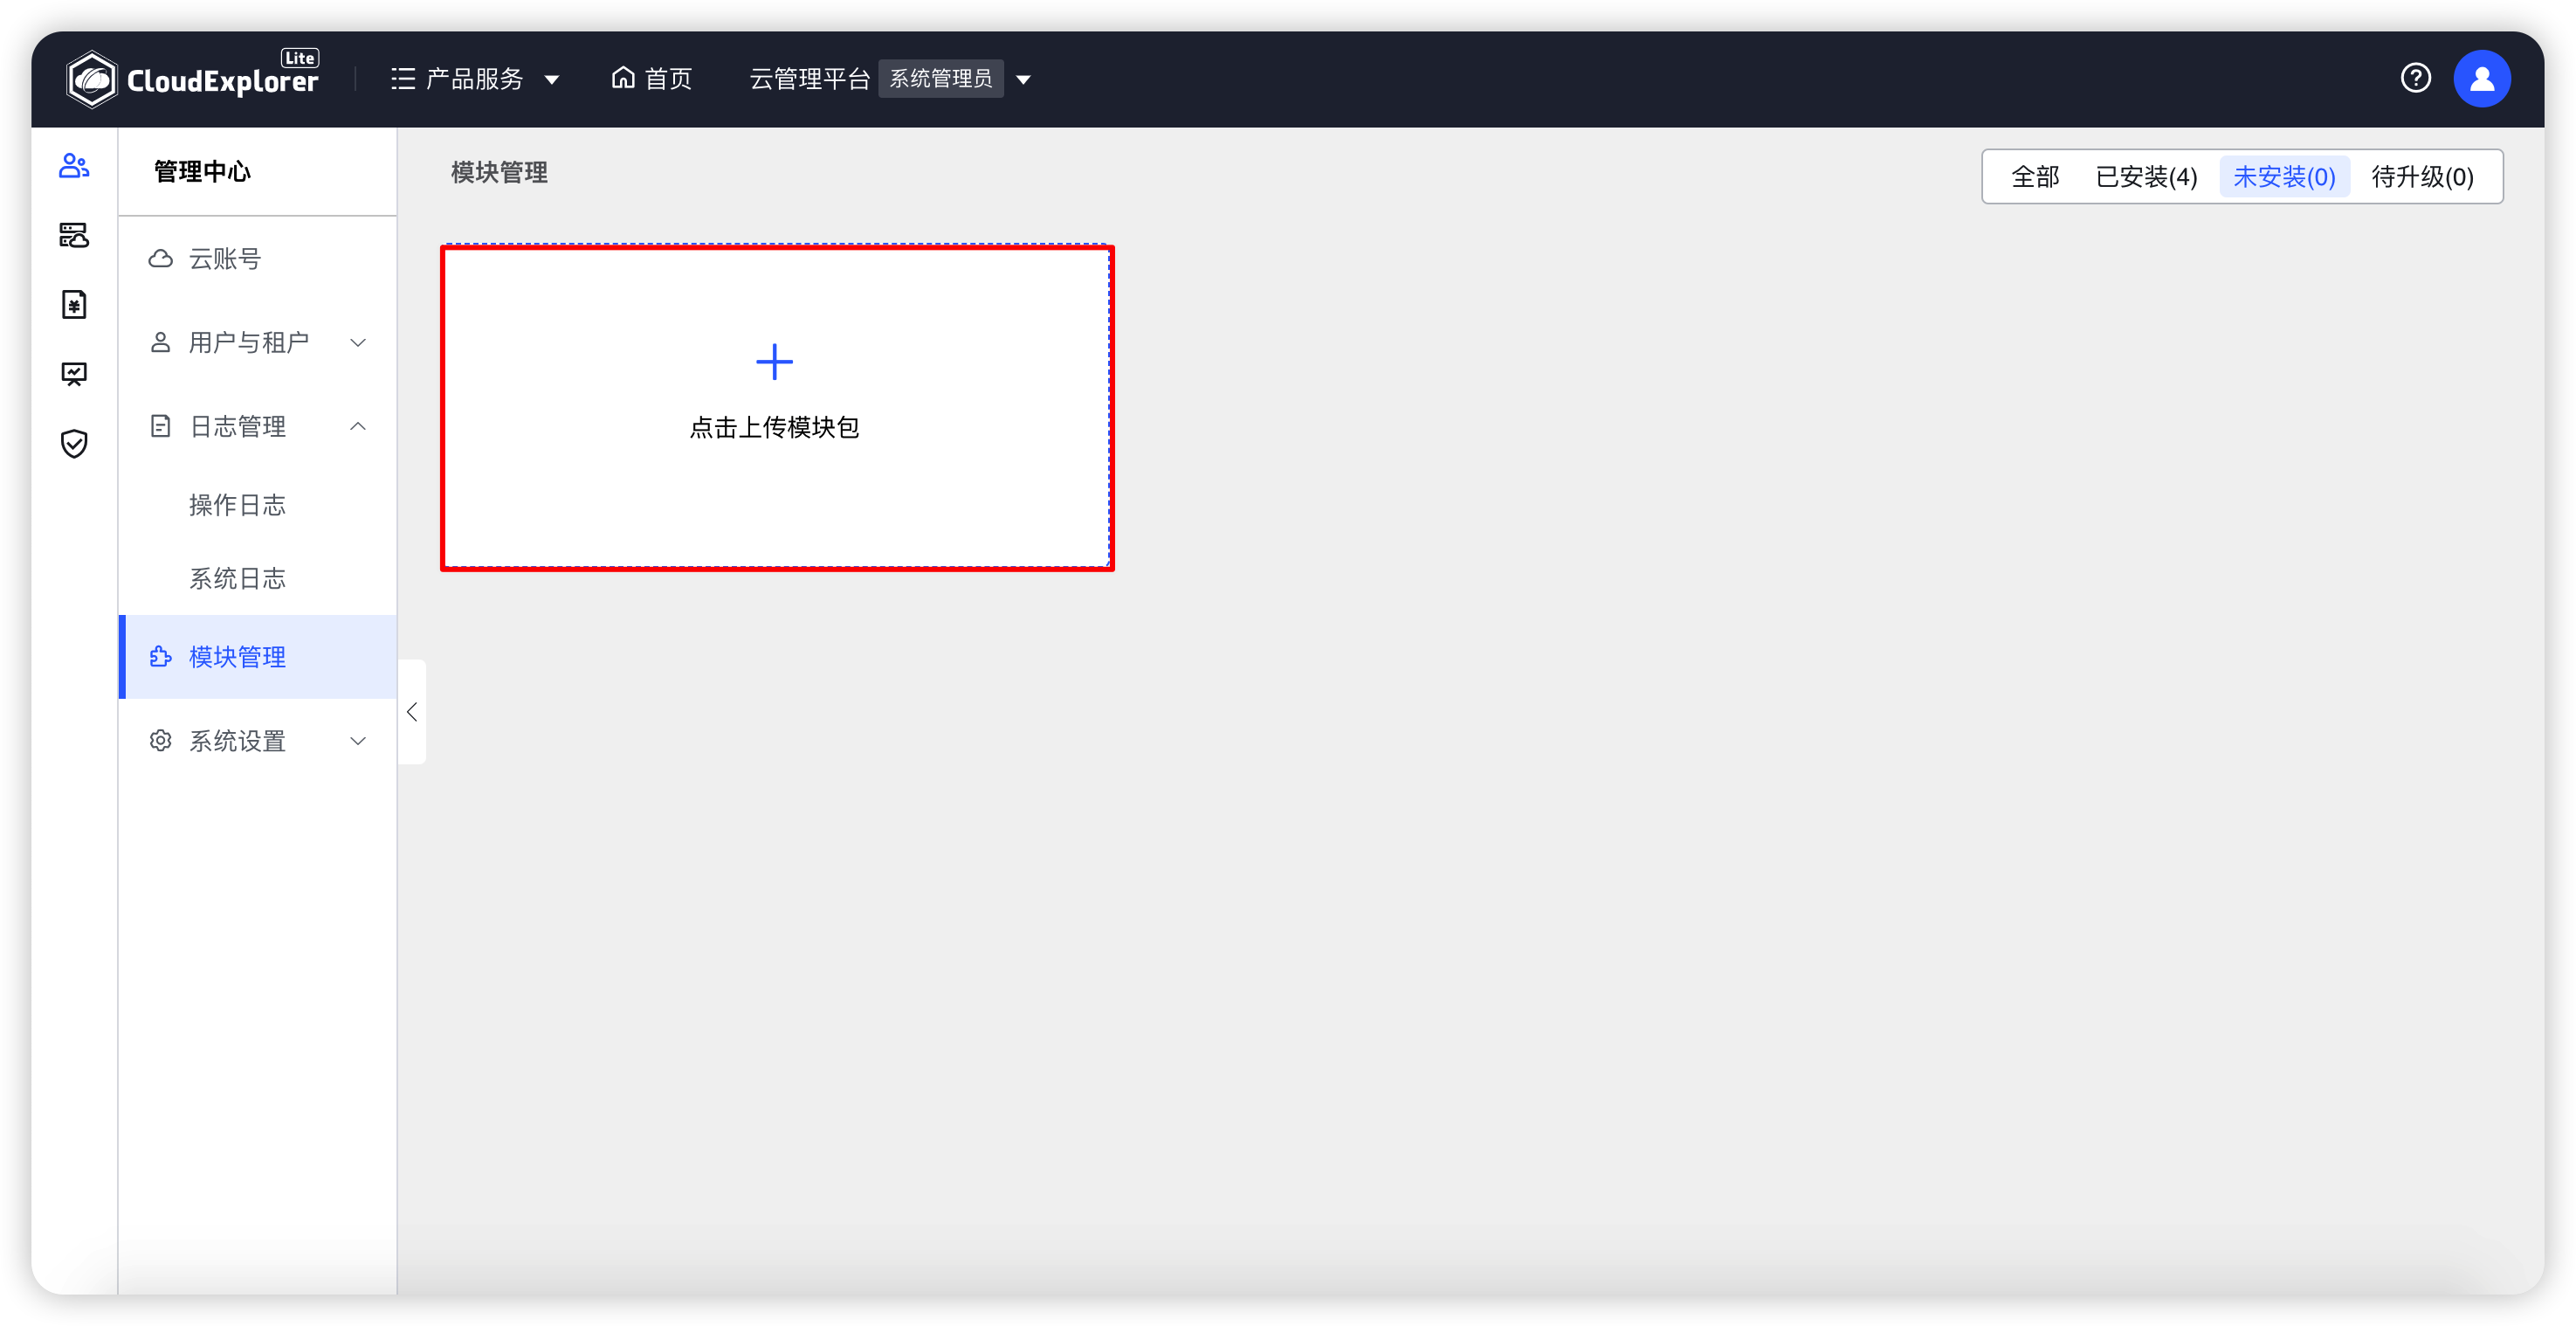 CloudExplorer Lite
产品服务
首页
云管理平台 系统管理员
管理中心
云账号
用户与租户
日志管理
操作日志
系统日志
模块管理
系统设置
模块管理
全部 已安装(4) 未安装(0) 待升级(0)
点击上传模块包